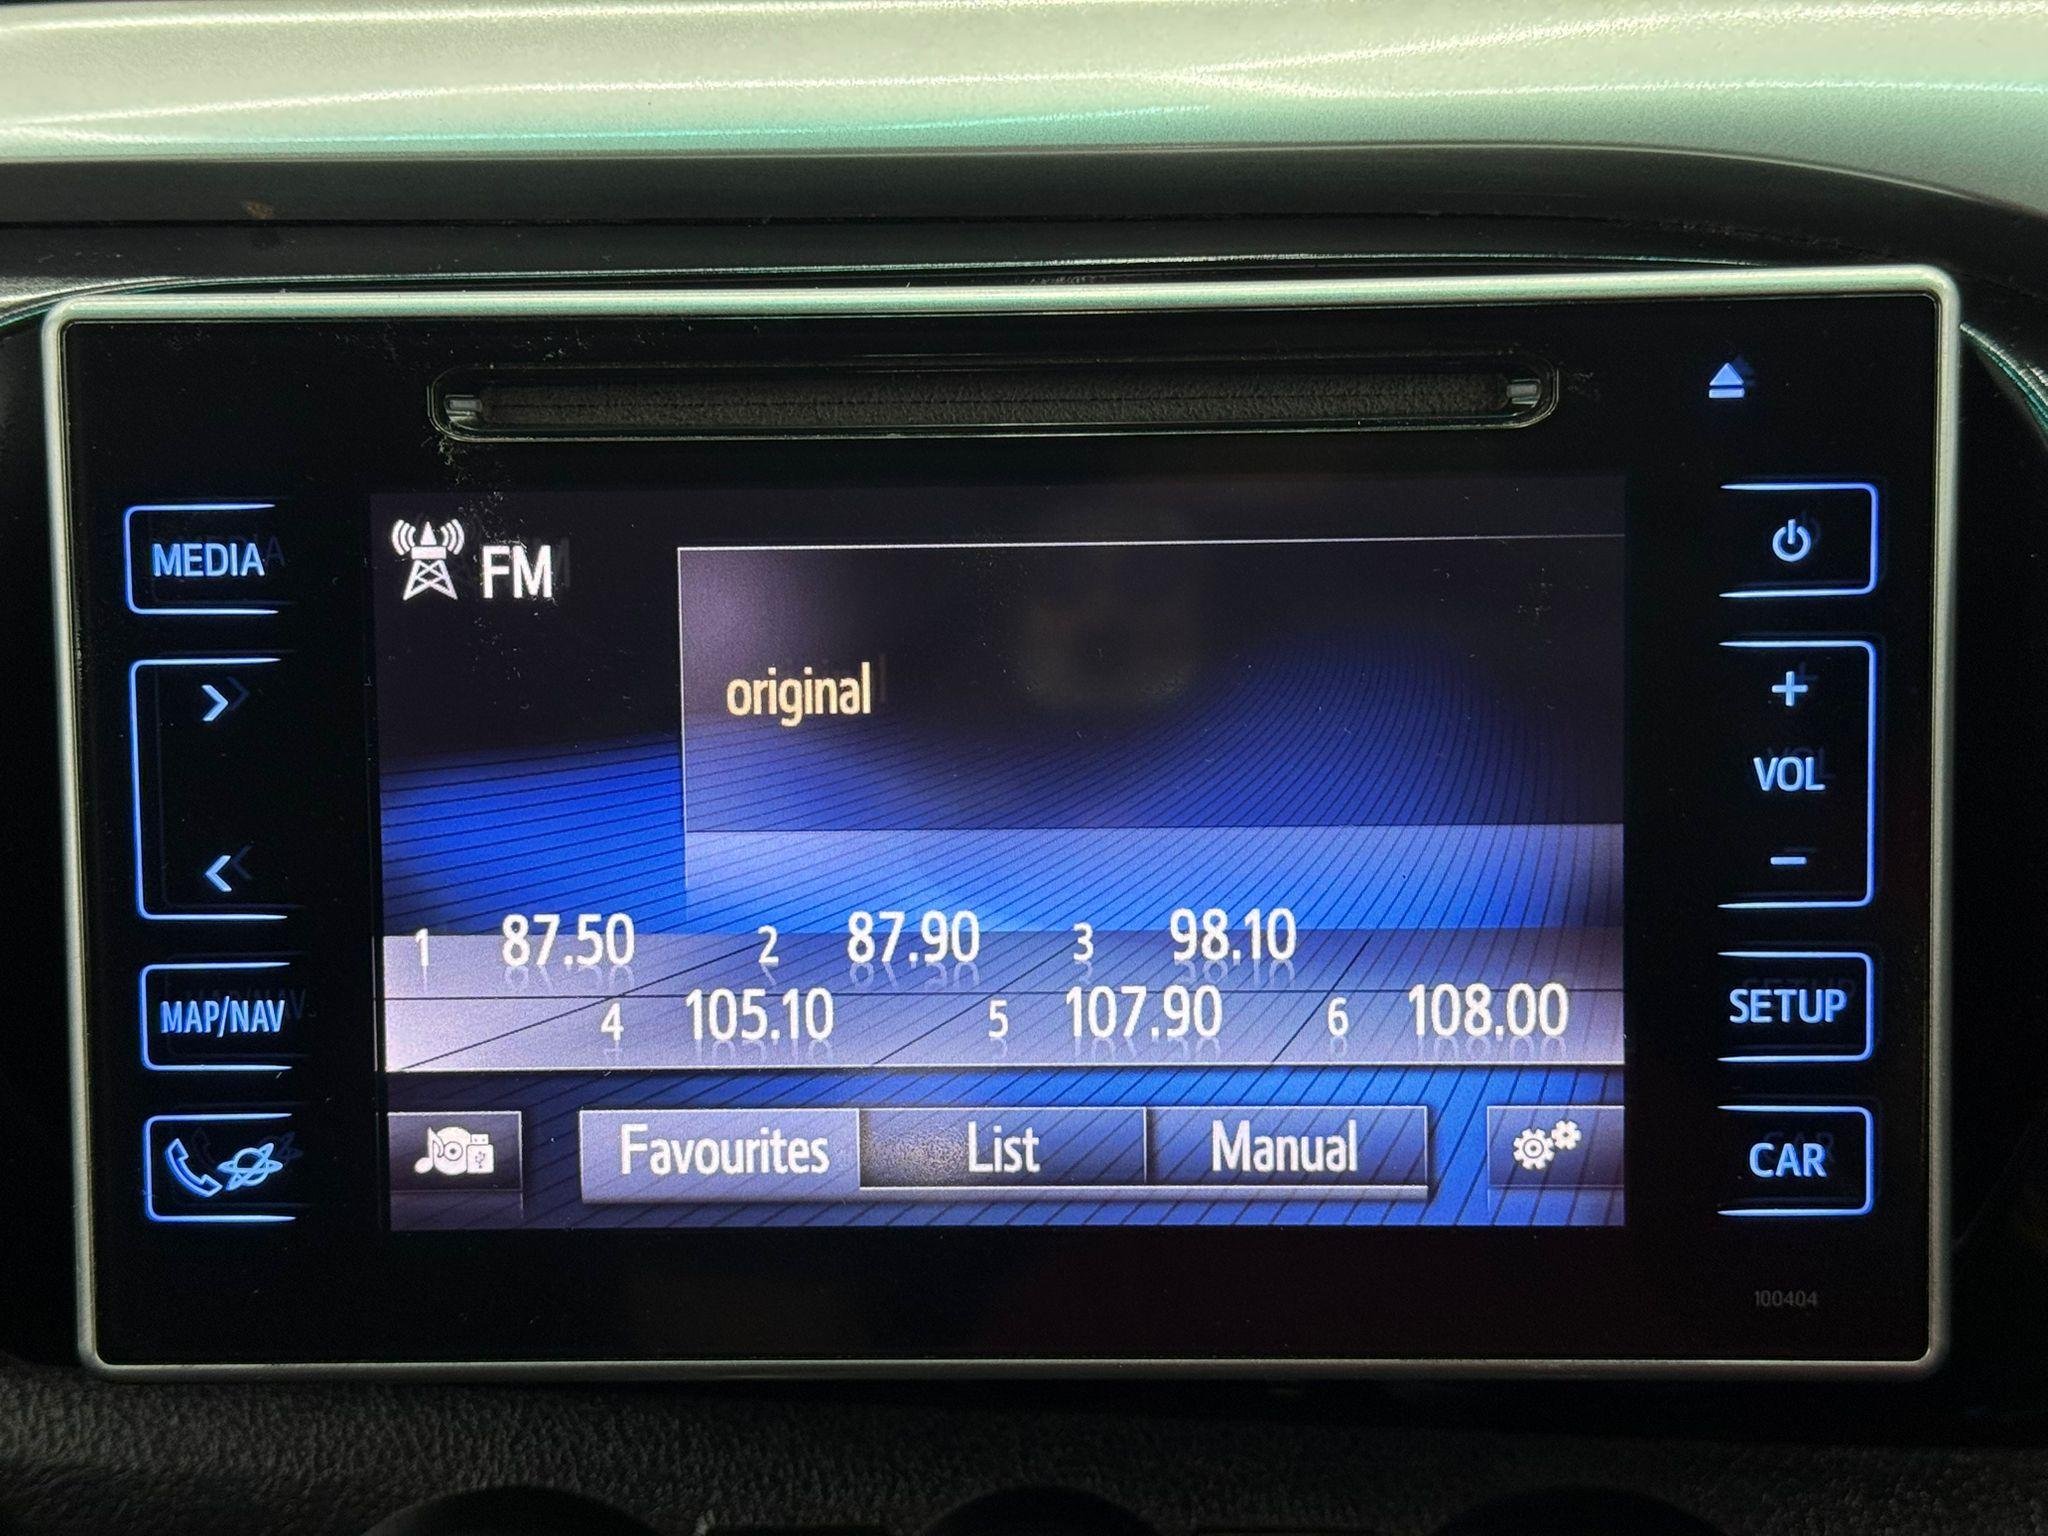 MEDIA
FM
original
VOL
1 87.50 2 87.90 3 98.10
4 105.10 5 107.90 6 108.00
MAP/NAV
SETUP
Favourites List Manual
CAR
100404